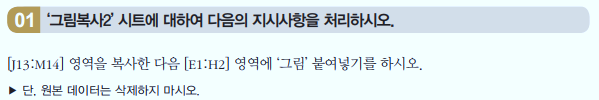 01 ‘그림복사2’ 시트에 대하여 다음의 지시사항을 처리하시오.
[J13:M14] 영역을 복사한 다음 [E1:H2] 영역에 ‘그림’ 붙여넣기를 하시오.
▶ 단, 원본 데이터는 삭제하지 마시오.